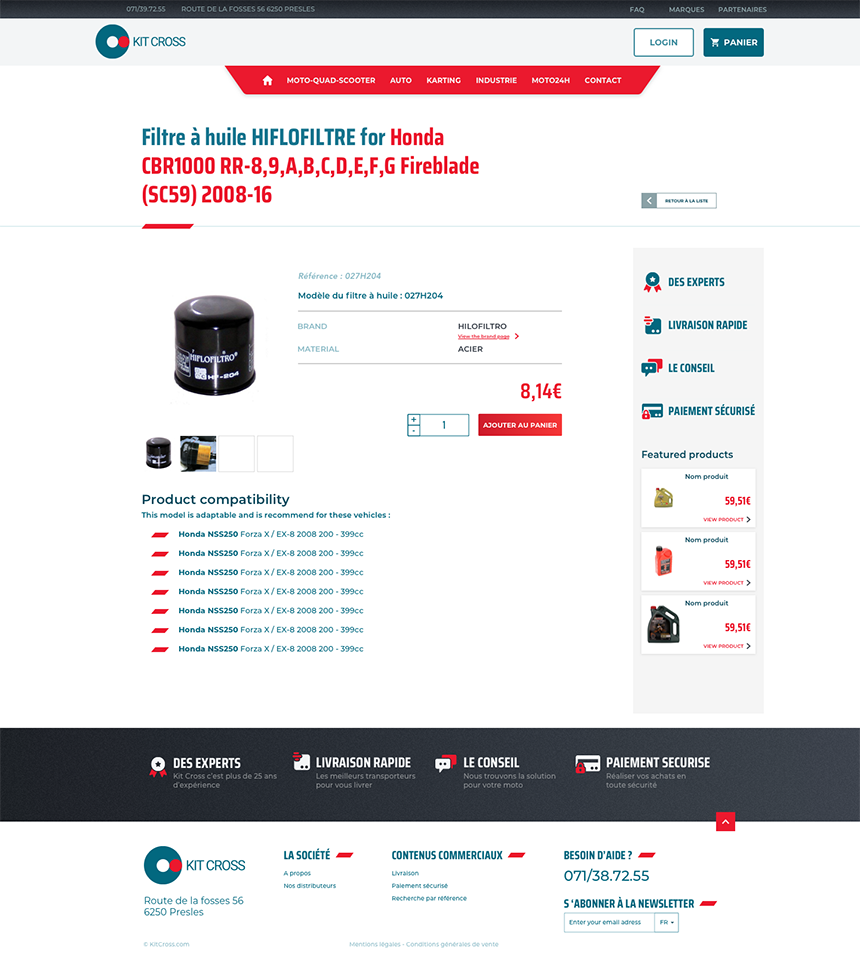 071/39.72.55 ROUTE DE LA FOSSES 56 6250 PRESLES FAQ MARQUES PARTENAIRES
KIT CROSS LOGIN PANIER
MOTO-QUAD-SCOOTER AUTO KARTING INDUSTRIE MOTO24H CONTACT
Filtre à huile HIFLOFILTRE for Honda
CBR1000 RR-8,9,A,B,C,D,E,F,G Fireblade
(SC59) 2008-16
RETOUR À LA LISTE
Référence : 027H204
Modèle du filtre à huile : 027H204
BRAND HILOFILTRO
View the brand page
MATERIAL ACIER
HIFLOFILTRO®
HF-204
8,14€
+
-
1
AJOUTER AU PANIER
Product compatibility
This model is adaptable and is recommend for these vehicles :
Honda NSS250 Forza X / EX-8 2008 200 - 399cc
Honda NSS250 Forza X / EX-8 2008 200 - 399cc
Honda NSS250 Forza X / EX-8 2008 200 - 399cc
Honda NSS250 Forza X / EX-8 2008 200 - 399cc
Honda NSS250 Forza X / EX-8 2008 200 - 399cc
Honda NSS250 Forza X / EX-8 2008 200 - 399cc
Honda NSS250 Forza X / EX-8 2008 200 - 399cc
DES EXPERTS
LIVRAISON RAPIDE
LE CONSEIL
PAIEMENT SÉCURISÉ
Featured products
Nom produit
59,51€
VIEW PRODUCT
Nom produit
59,51€
VIEW PRODUCT
Nom produit
59,51€
VIEW PRODUCT
DES EXPERTS
Kit Cross c'est plus de 25 ans
d'expérience
LIVRAISON RAPIDE
Les meilleurs transporteurs
pour vous livrer
LE CONSEIL
Nous trouvons la solution
pour votre moto
PAIEMENT SECURISE
Réaliser vos achats en
toute sécurité
KIT CROSS
Route de la fosses 56
6250 Presles
LA SOCIÉTÉ
A propos
Nos distributeurs
CONTENUS COMMERCIAUX
Livraison
Paiement sécurisé
Recherche par référence
BESOIN D'AIDE ?
071/38.72.55
S 'ABONNER À LA NEWSLETTER
Enter your email adress FR
© KitCross.com Mentions légales - Conditions générales de vente